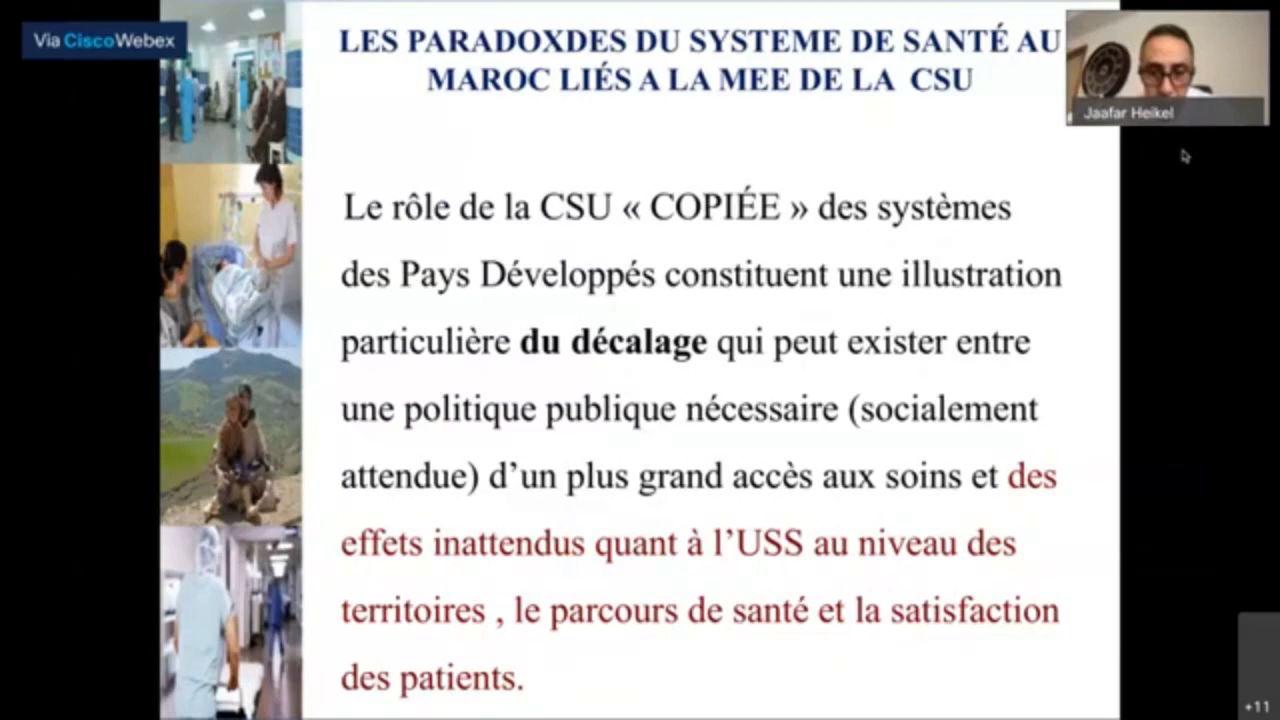 Via CiscoWebex
LES PARADOXDES DU SYSTEME DE SANTÉ AU
MAROC LIÉS A LA MEE DE LA CSU
Jaafar Heikel
Le rôle de la CSU « COPIÉE » des systèmes
des Pays Développés constituent une illustration
particulière du décalage qui peut exister entre
une politique publique nécessaire (socialement
attendue) d’un plus grand accès aux soins et des
effets inattendus quant à l’USS au niveau des
territoires , le parcours de santé et la satisfaction
des patients.
+11